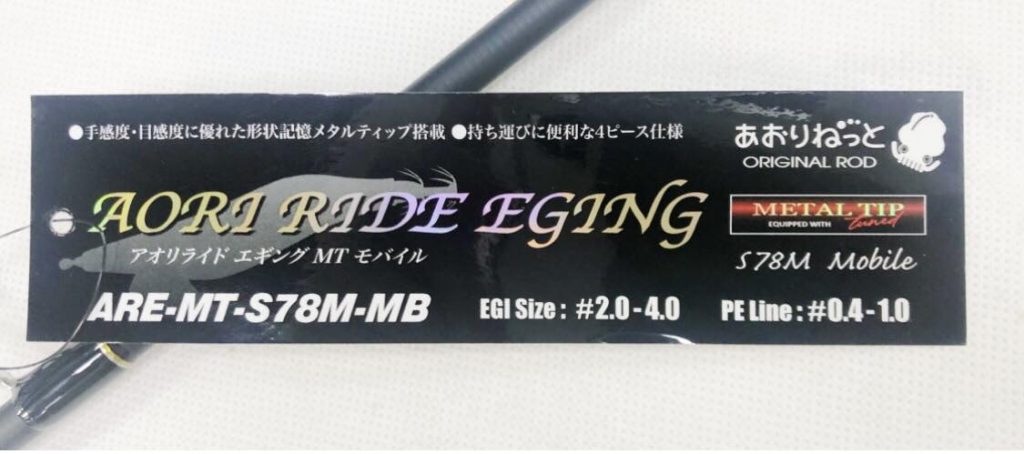 ●手感度・目感度に優れた形状記憶メタルティップ搭載 ●持ち運びに便利な4ピース仕様
あおりねっと
ORIGINAL ROD
AORI RIDE EGING
アオリライド エギング MT モバイル
METAL TIP
EQUIPPED WITH tuned
S78M Mobile
ARE-MT-S78M-MB
EGI Size : #2.0-4.0
PE Line : #0.4-1.0